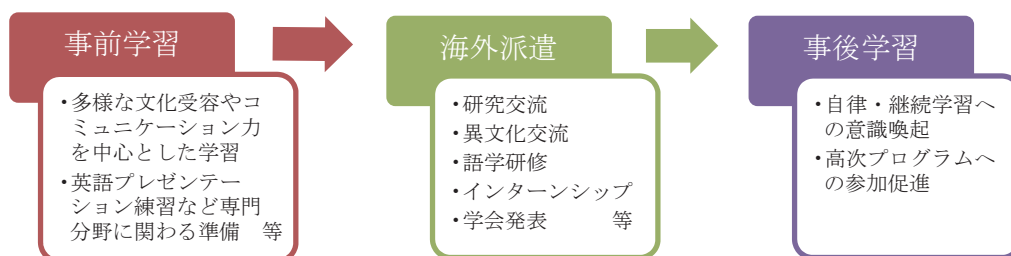 事前学習
・多様な文化受容やコ
ミュニケーション力
を中心とした学習
・英語プレゼンテー
ション練習など専門
分野に関わる準備 等
海外派遣
・研究交流
・異文化交流
・語学研修
・インターンシップ
・学会発表 等
事後学習
・自律・継続学習へ
の意識喚起
・高次プログラムへ
の参加促進